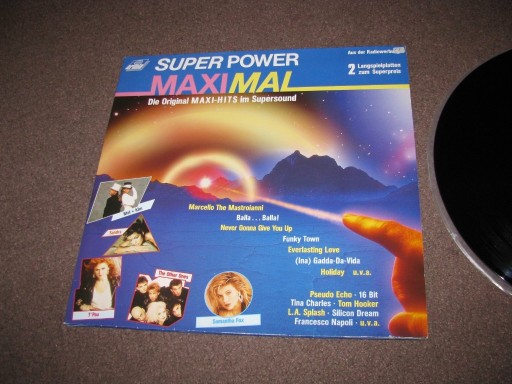 SUPER POWER
Aus der Radiowerbung
MAXIMAL
2 Langspielplatten
zum Superpreis
Die Original MAXI-HITS im Supersound
Marcello The Mastroianni
Balla . . . Balla!
Never Gonna Give You Up
Funky Town
Everlasting Love
(Ina) Gadda-Da-Vida
Holiday u.v.a.
Sandra
The Other Ones
T'Pau
Samantha Fox
Pseudo Echo · 16 Bit
Tina Charles · Tom Hooker
L.A. Splash · Silicon Dream
Francesco Napoli · u.v.a.